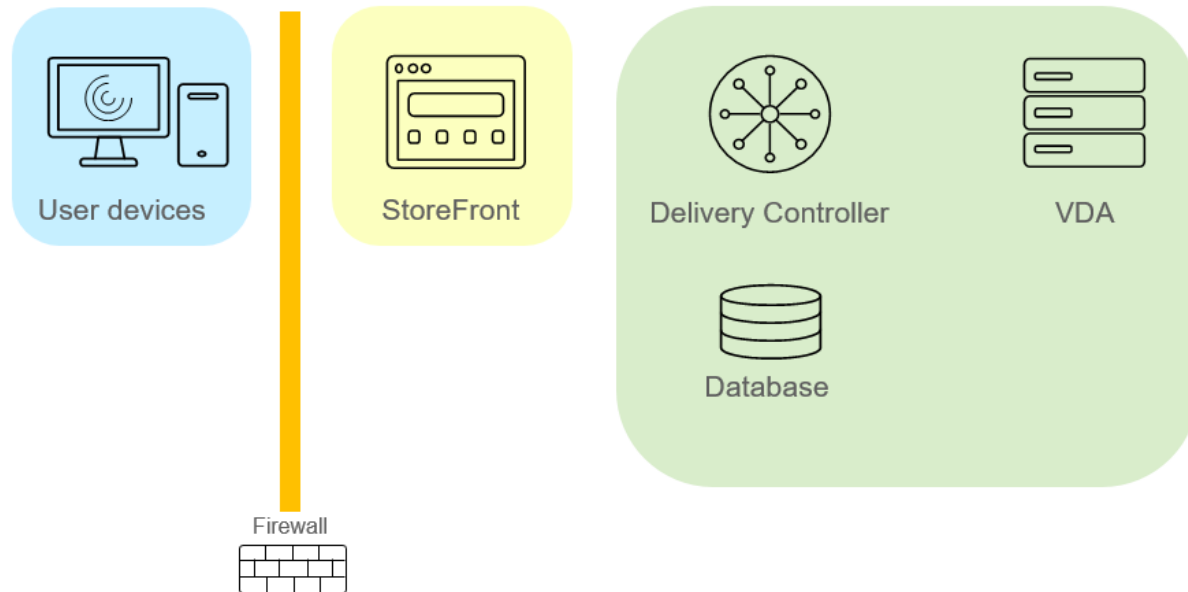 User devices
StoreFront
Delivery Controller
VDA
Database
Firewall